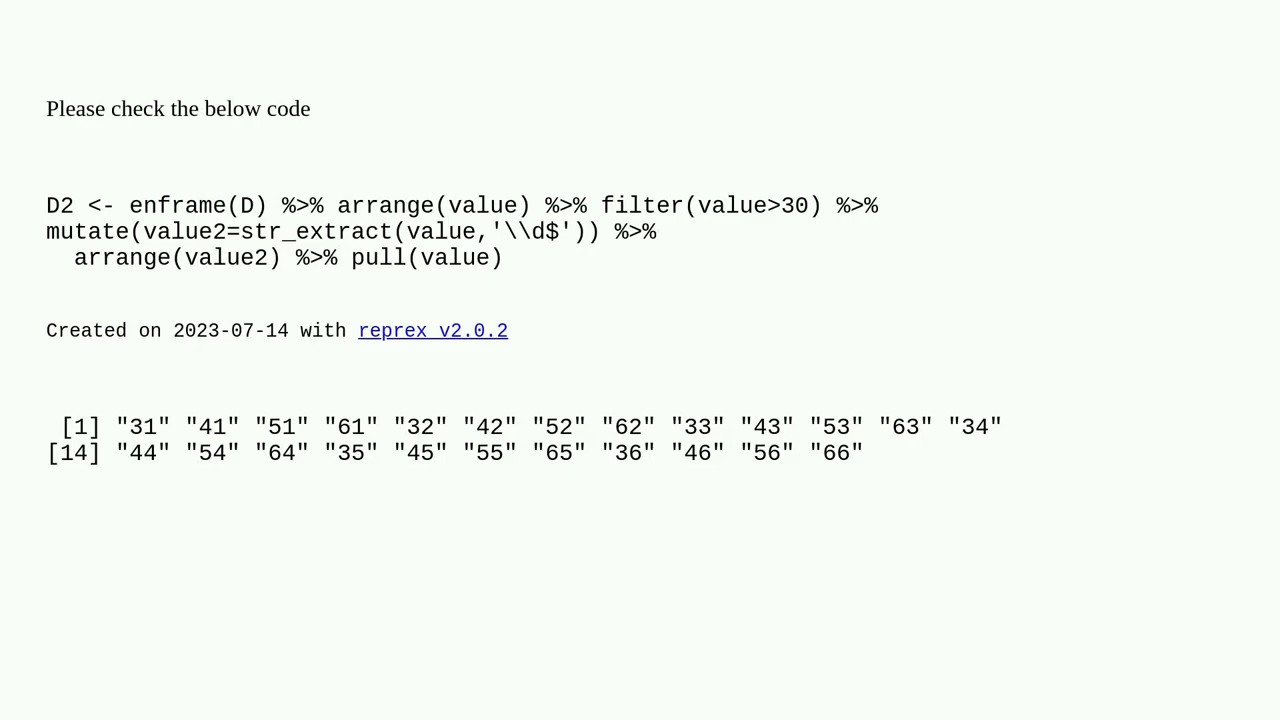 Please check the below code
D2 <- enframe(D) %>% arrange(value) %>% filter(value>30) %>%
mutate(value2=str_extract(value,'\\d$')) %>%
  arrange(value2) %>% pull(value)
Created on 2023-07-14 with reprex v2.0.2
 [1] "31" "41" "51" "61" "32" "42" "52" "62" "33" "43" "53" "63" "34"
[14] "44" "54" "64" "35" "45" "55" "65" "36" "46" "56" "66"